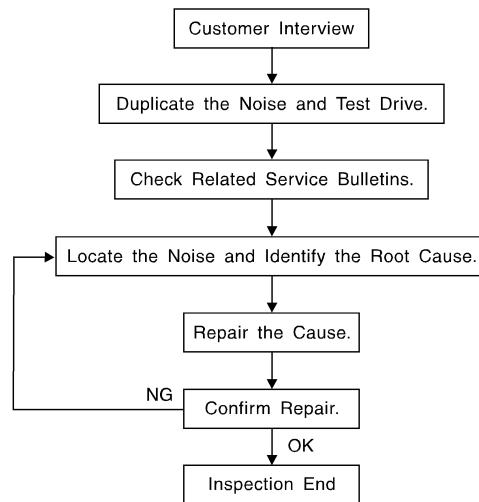 Customer Interview
Duplicate the Noise and Test Drive.
Check Related Service Bulletins.
Locate the Noise and Identify the Root Cause.
Repair the Cause.
NG
Confirm Repair.
OK
Inspection End